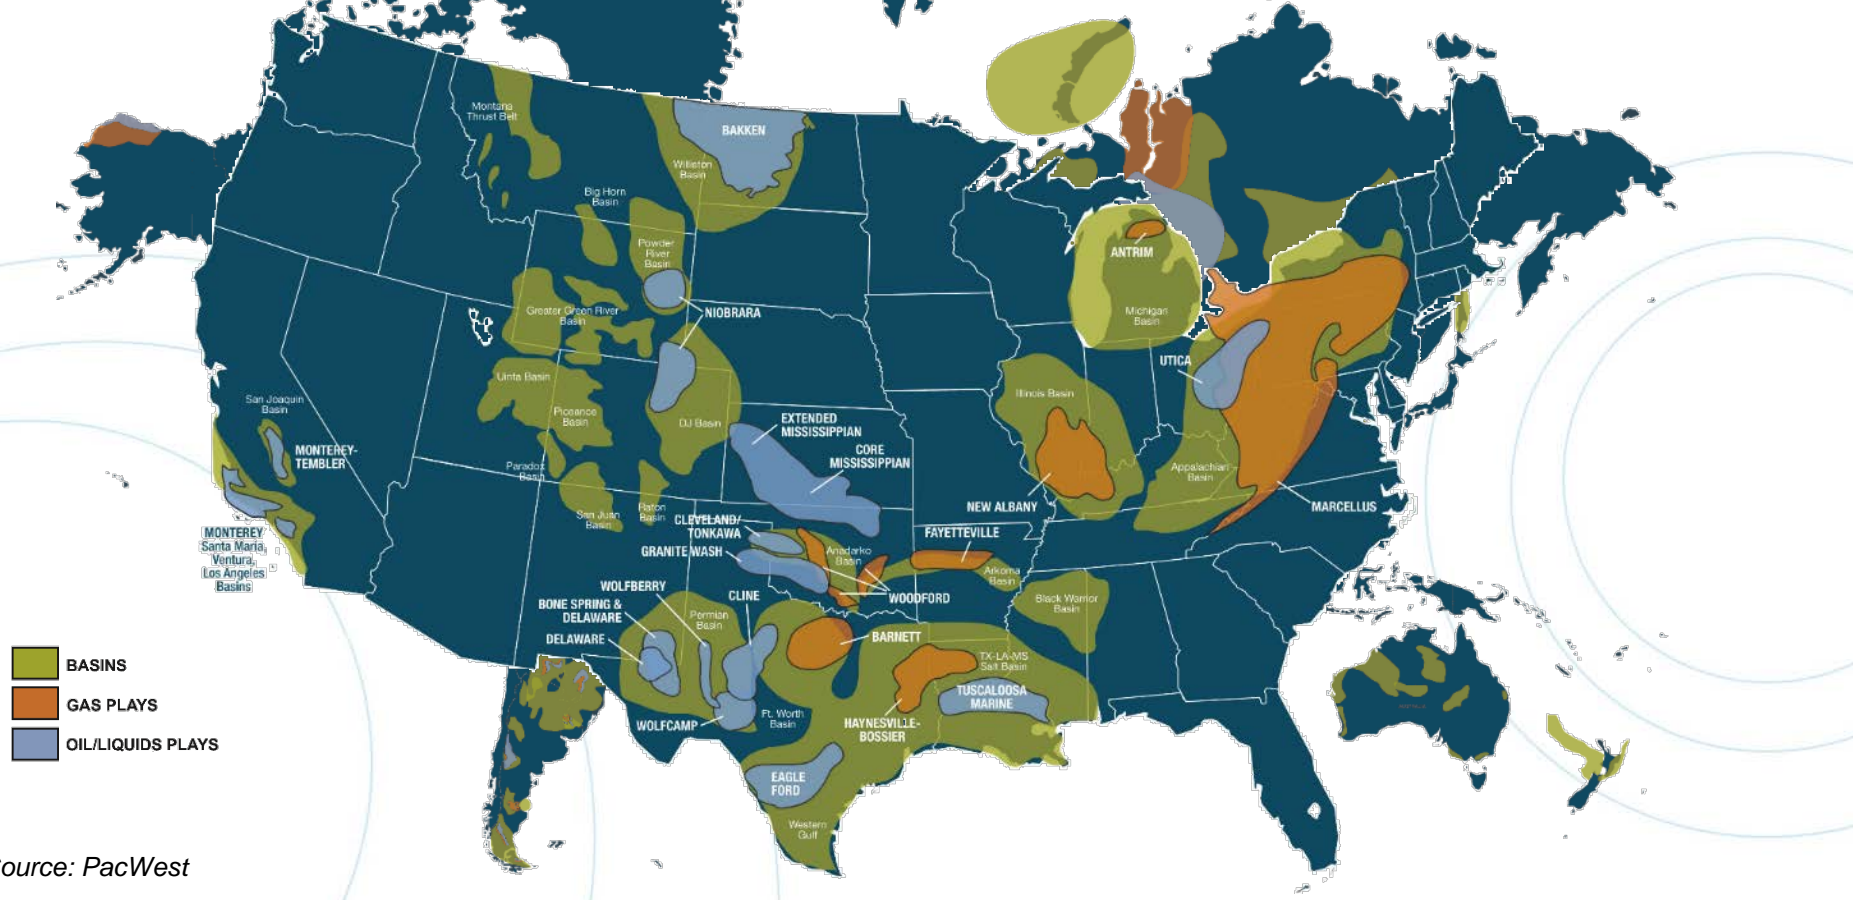 Montana
Thrust Belt
BAKKEN
Williston
Basin
Big Horn
Basin
Powder
River
Basin
ANTRIM
Greater Green River
Basin
NIOBRARA
Michigan
Basin
UTICA
Uinta Basin
San Joaquin
Basin
Piceance
Basin
DJ Basin
Illinois Basin
EXTENDED
MISSISSIPPIAN
CORE
MISSISSIPPIAN
MONTEREY-
TEMBLER
Paradox
Basin
Appalachian
Basin
San Juan
Basin
Raton
Basin
NEW ALBANY
MARCELLUS
CLEVELAND/
TONKAWA
FAYETTEVILLE
MONTEREY
Santa Maria,
Ventura,
Los Angeles
Basins
GRANITE WASH
Anadarko
Basin
Arkoma
Basin
WOLFBERRY
CLINE
WOODFORD
Black Warrior
Basin
BONE SPRING &
DELAWARE
Permian
Basin
DELAWARE
BARNETT
TX-LA-MS
Salt Basin
TUSCALOOSA
MARINE
WOLFCAMP
Ft. Worth
Basin
HAYNESVILLE-
BOSSIER
EAGLE
FORD
Western
Gulf
BASINS
GAS PLAYS
OIL/LIQUIDS PLAYS
ource: PacWest